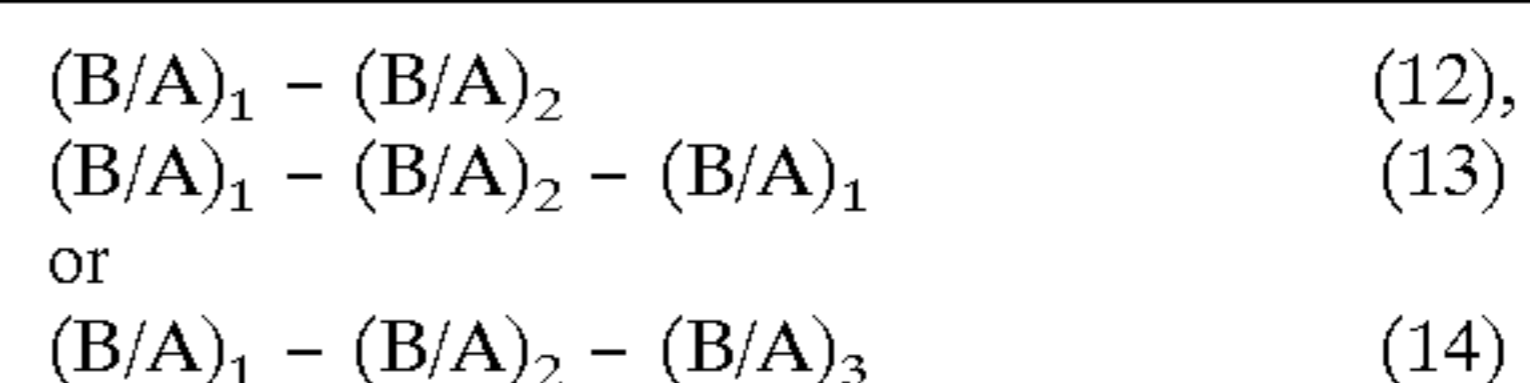 (B/A)₁ – (B/A)₂ (12),
(B/A)₁ – (B/A)₂ – (B/A)₁ (13)
or
(B/A)₁ – (B/A)₂ – (B/A)₃ (14)